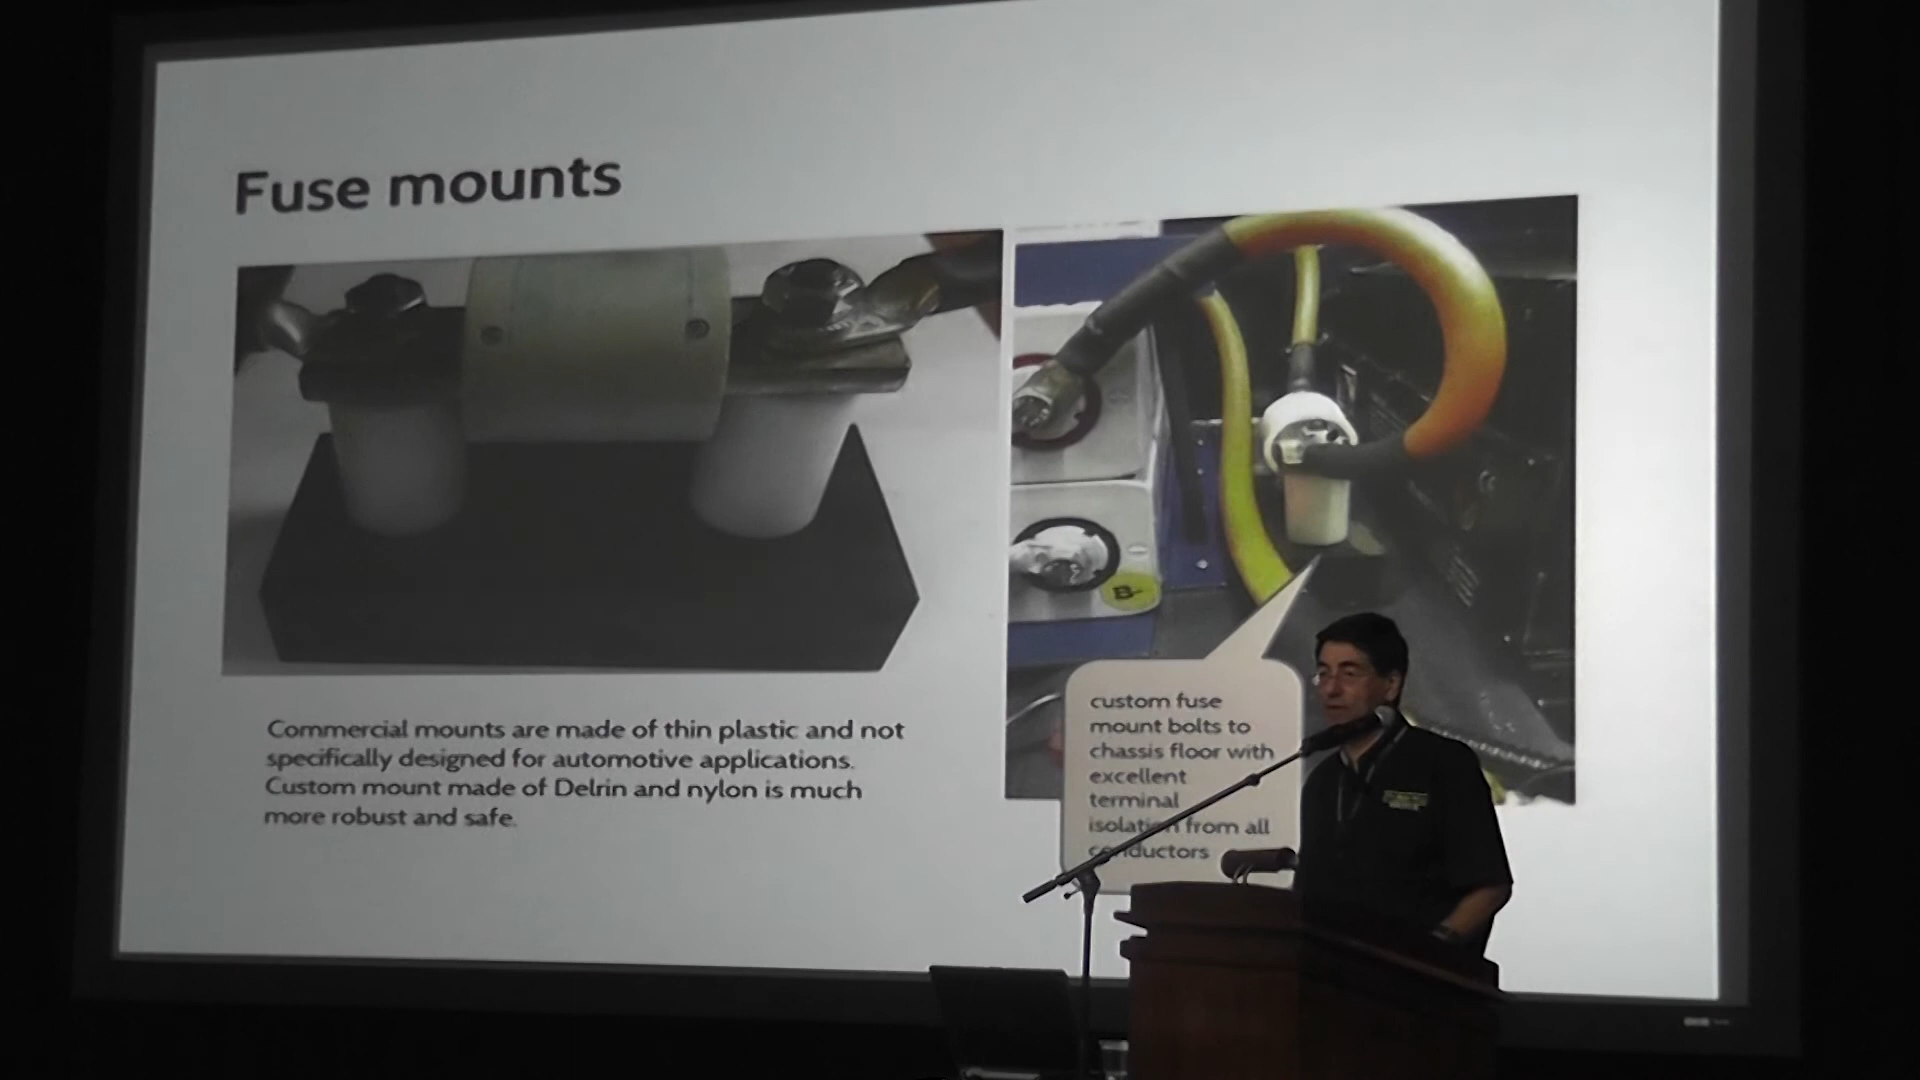 Fuse mounts
Commercial mounts are made of thin plastic and not
specifically designed for automotive applications.
Custom mount made of Delrin and nylon is much
more robust and safe.
B-
custom fuse
mount bolts to
chassis floor with
excellent
terminal
isolation from all
conductors